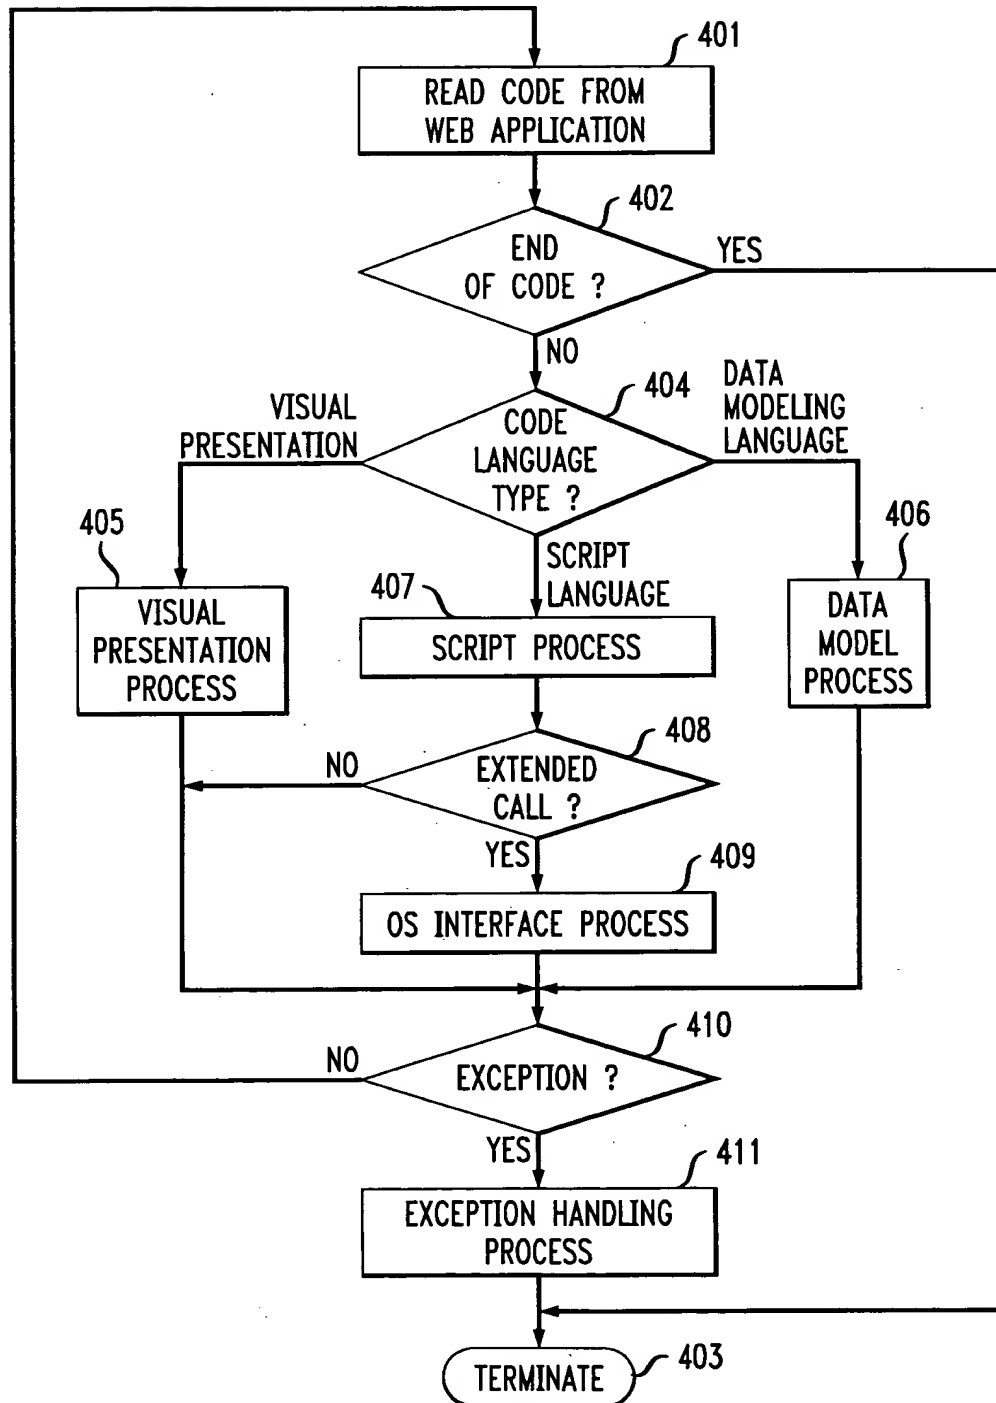 401
READ CODE FROM
WEB APPLICATION
402
END
OF CODE ?
YES
NO
404
CODE
LANGUAGE
TYPE ?
VISUAL
PRESENTATION
DATA
MODELING
LANGUAGE
SCRIPT
LANGUAGE
405
VISUAL
PRESENTATION
PROCESS
407
SCRIPT PROCESS
406
DATA
MODEL
PROCESS
408
EXTENDED
CALL ?
NO
YES
409
OS INTERFACE PROCESS
410
EXCEPTION ?
NO
YES
411
EXCEPTION HANDLING
PROCESS
403
TERMINATE